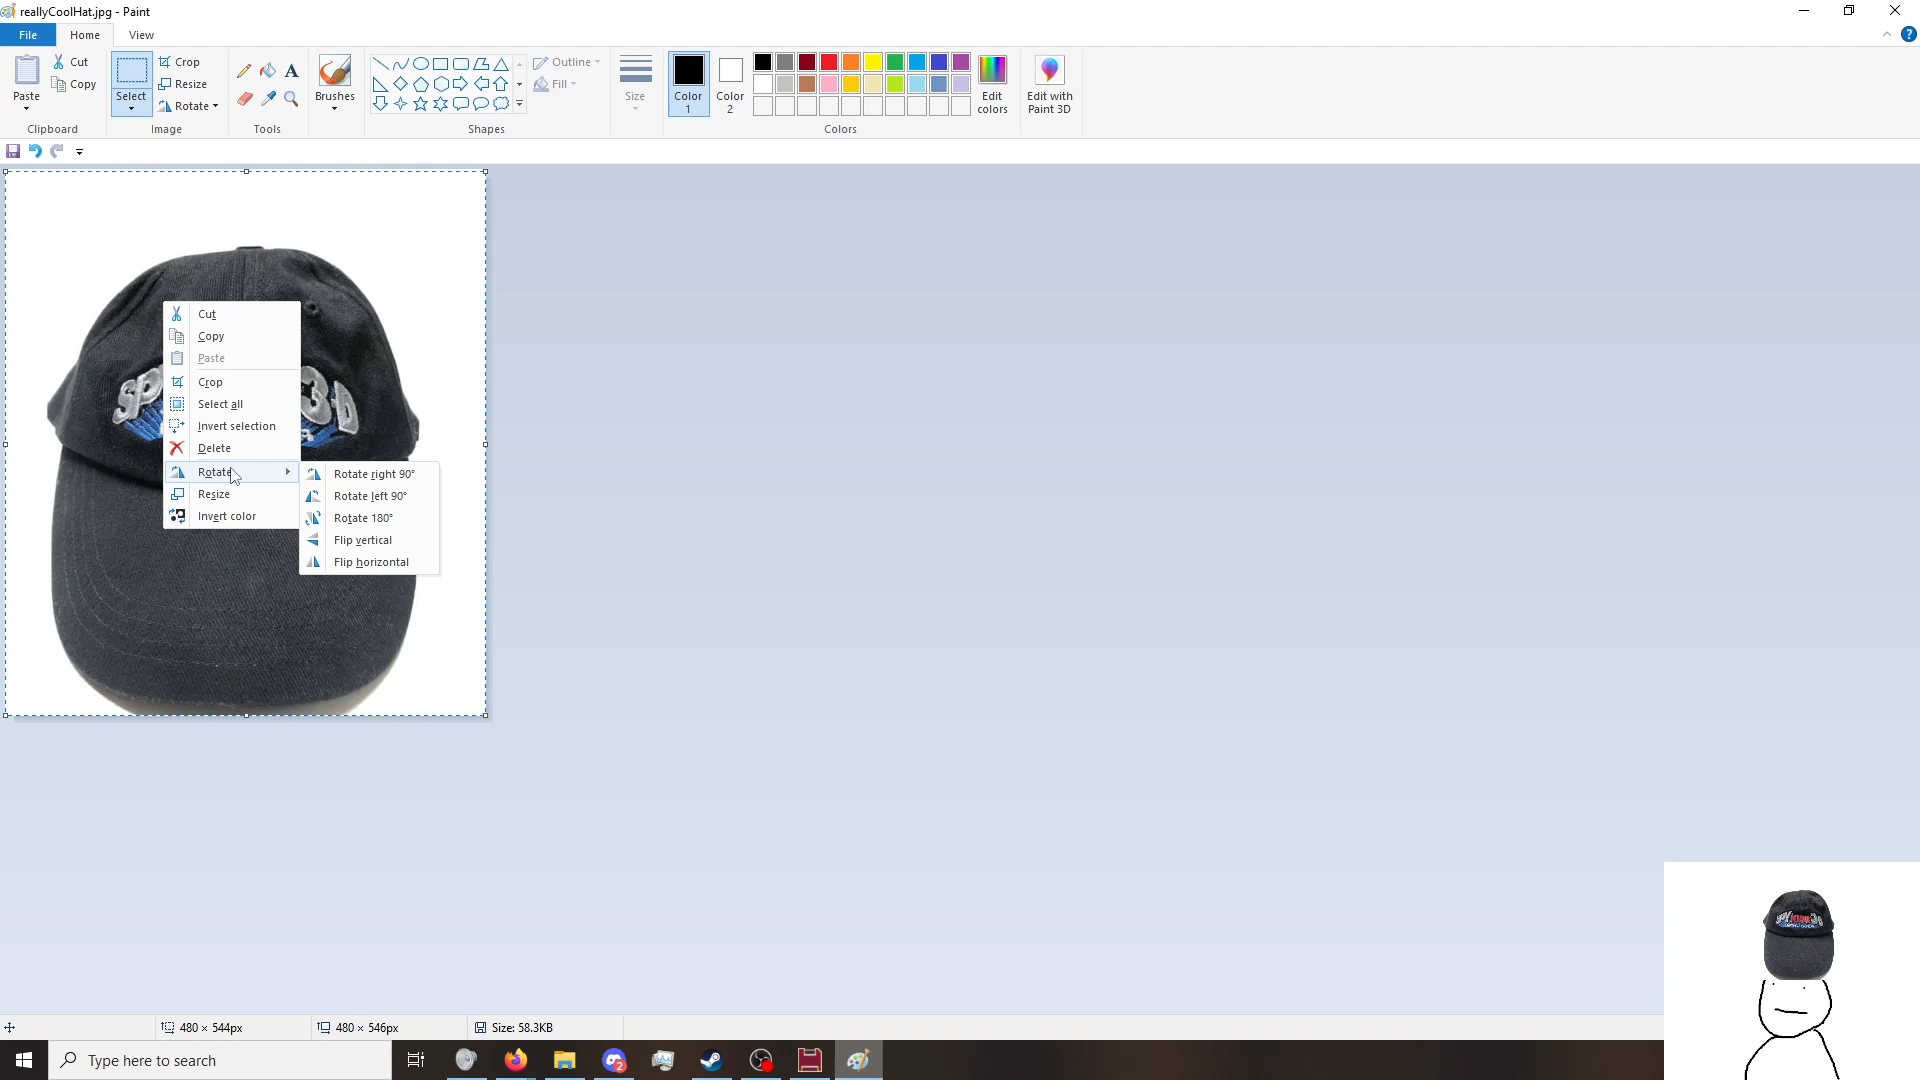 reallyCoolHat.jpg - Paint
File Home View
Paste
Cut
Copy
Clipboard
Select
Crop
Resize
Rotate
Image
A
Tools
Brushes
Shapes
Outline
Fill
Size
Color 1
Color 2
Edit colors
Colors
Edit with Paint 3D
?
Cut
Copy
Paste
Crop
Select all
Invert selection
Delete
Rotate
Resize
Invert color
Rotate right 90°
Rotate left 90°
Rotate 180°
Flip vertical
Flip horizontal
SP
3D
480 × 544px
480 × 546px
Size: 58.3KB
Type here to search
2